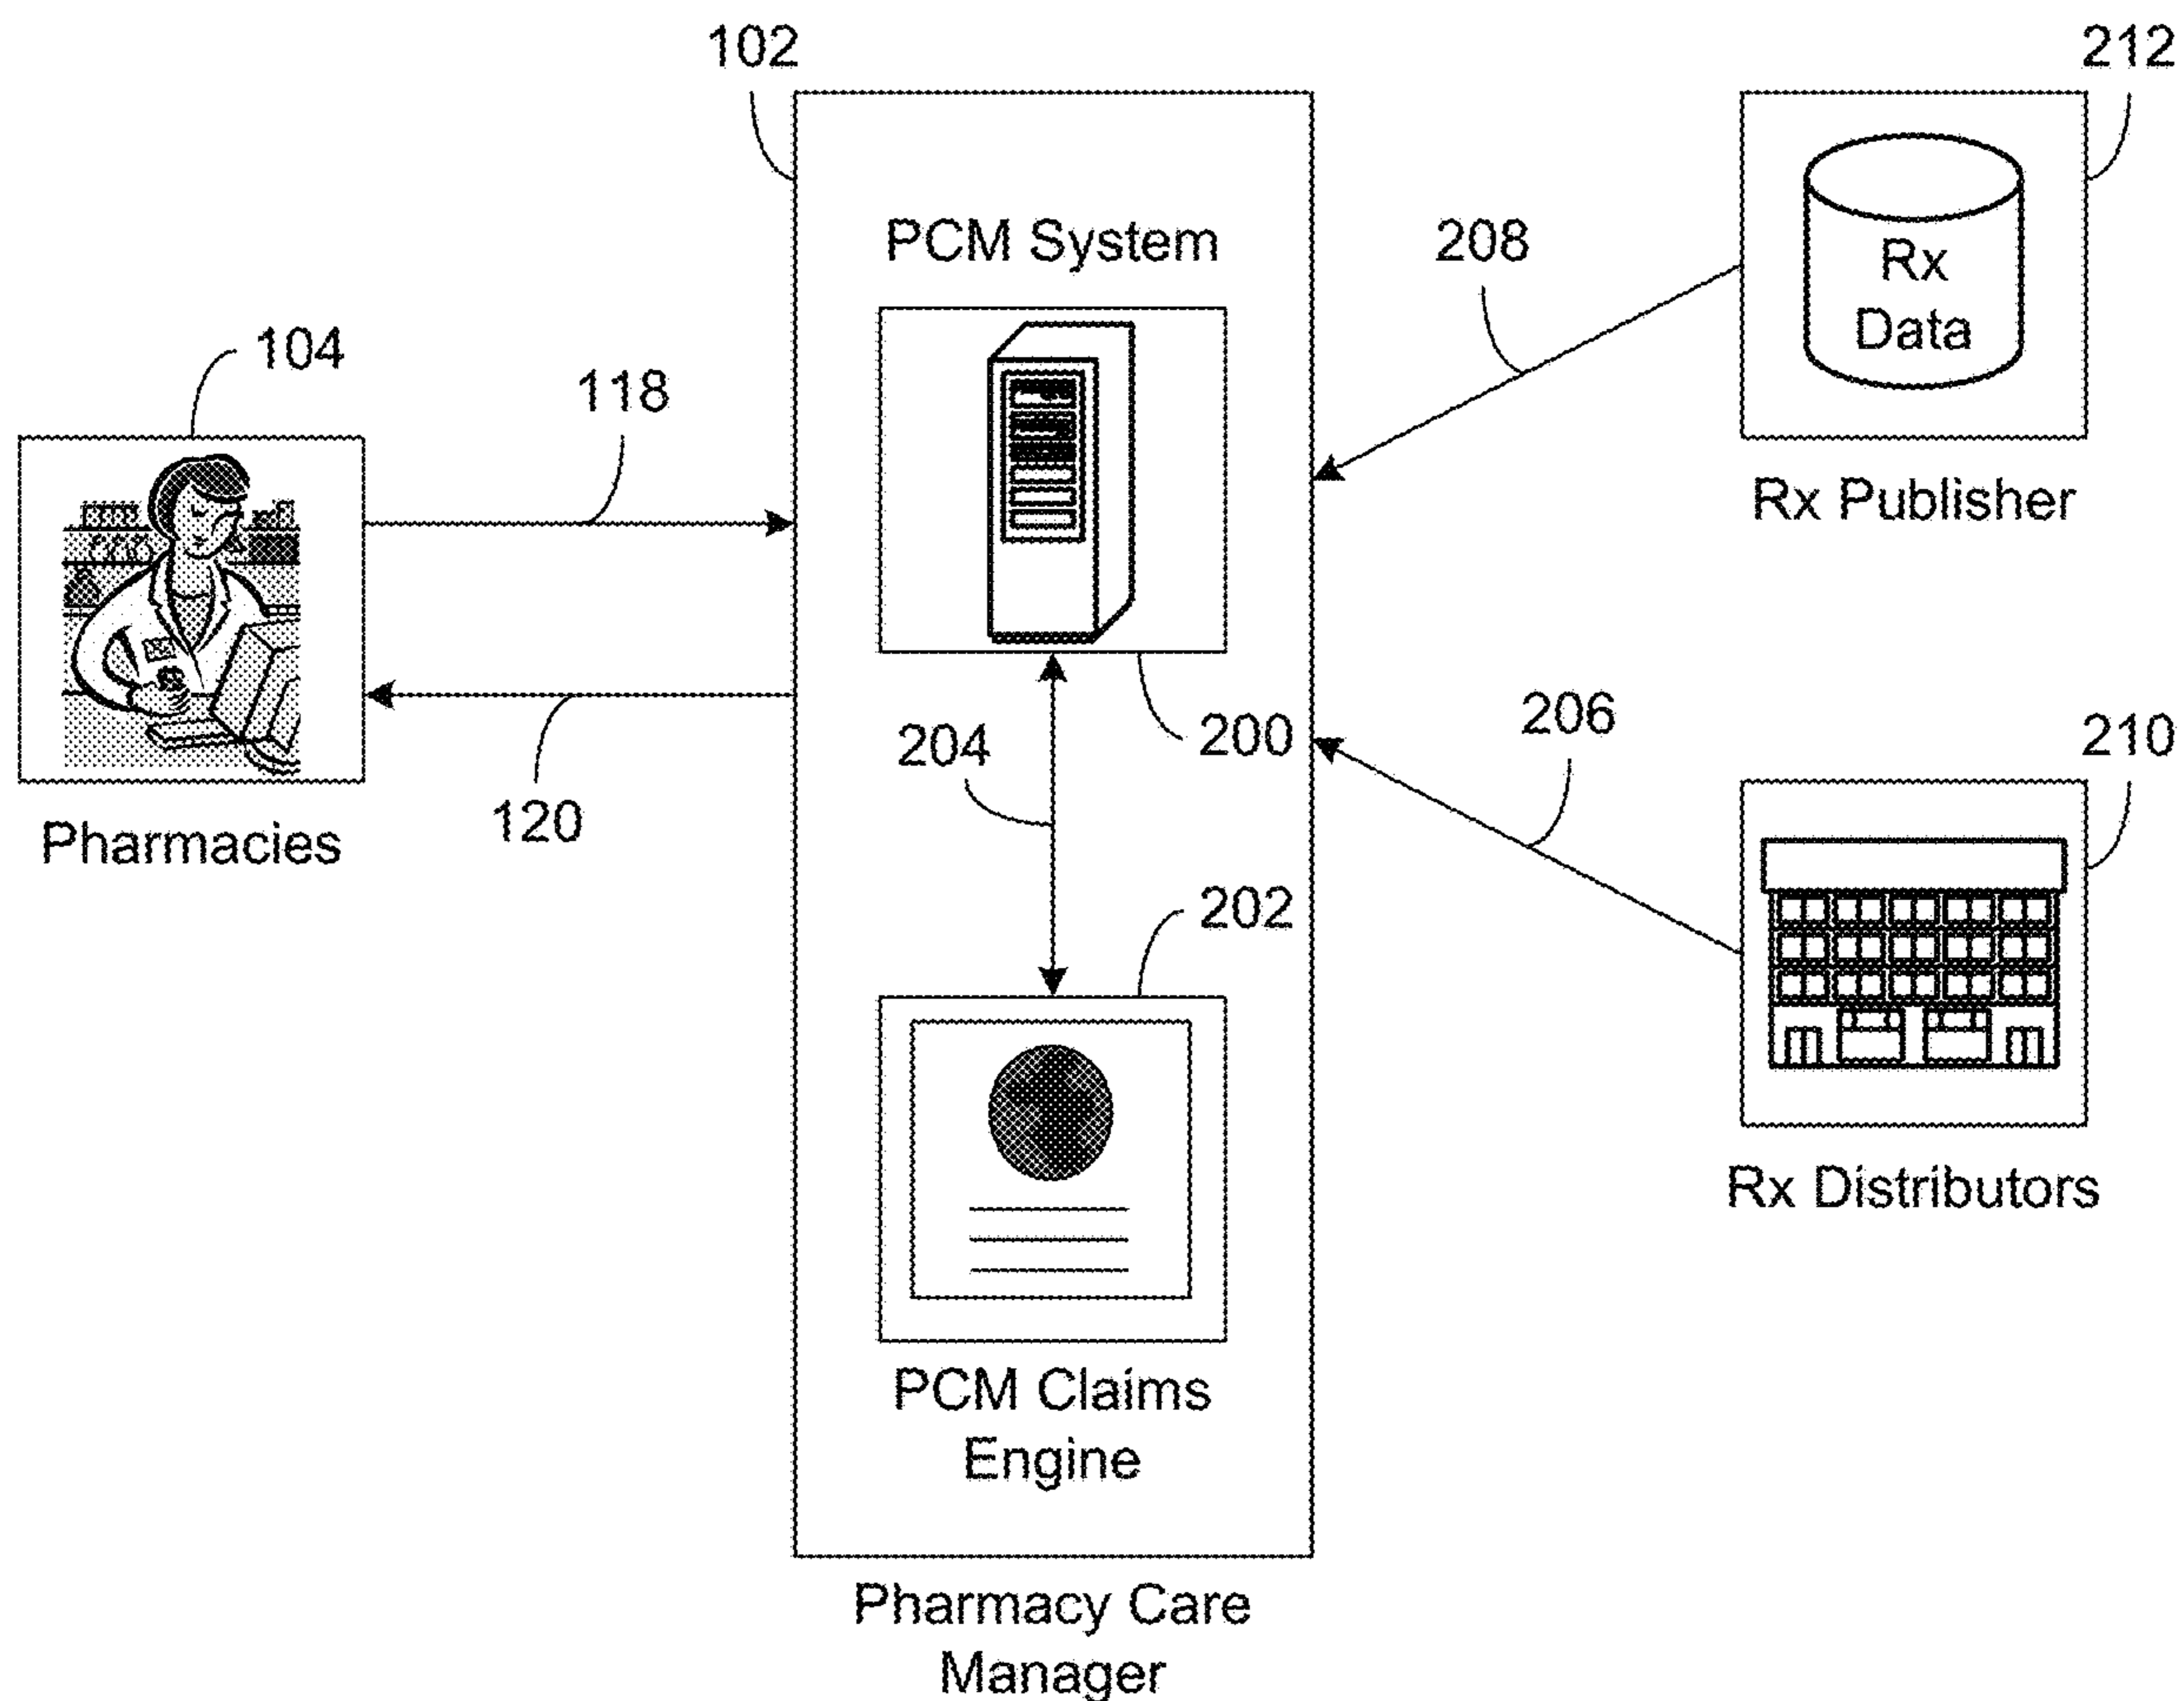 102
212
PCM System
208
Rx
Data
104
118
Rx Publisher
200
206
204
210
120
Pharmacies
202
Rx Distributors
PCM Claims
Engine
Pharmacy Care
Manager